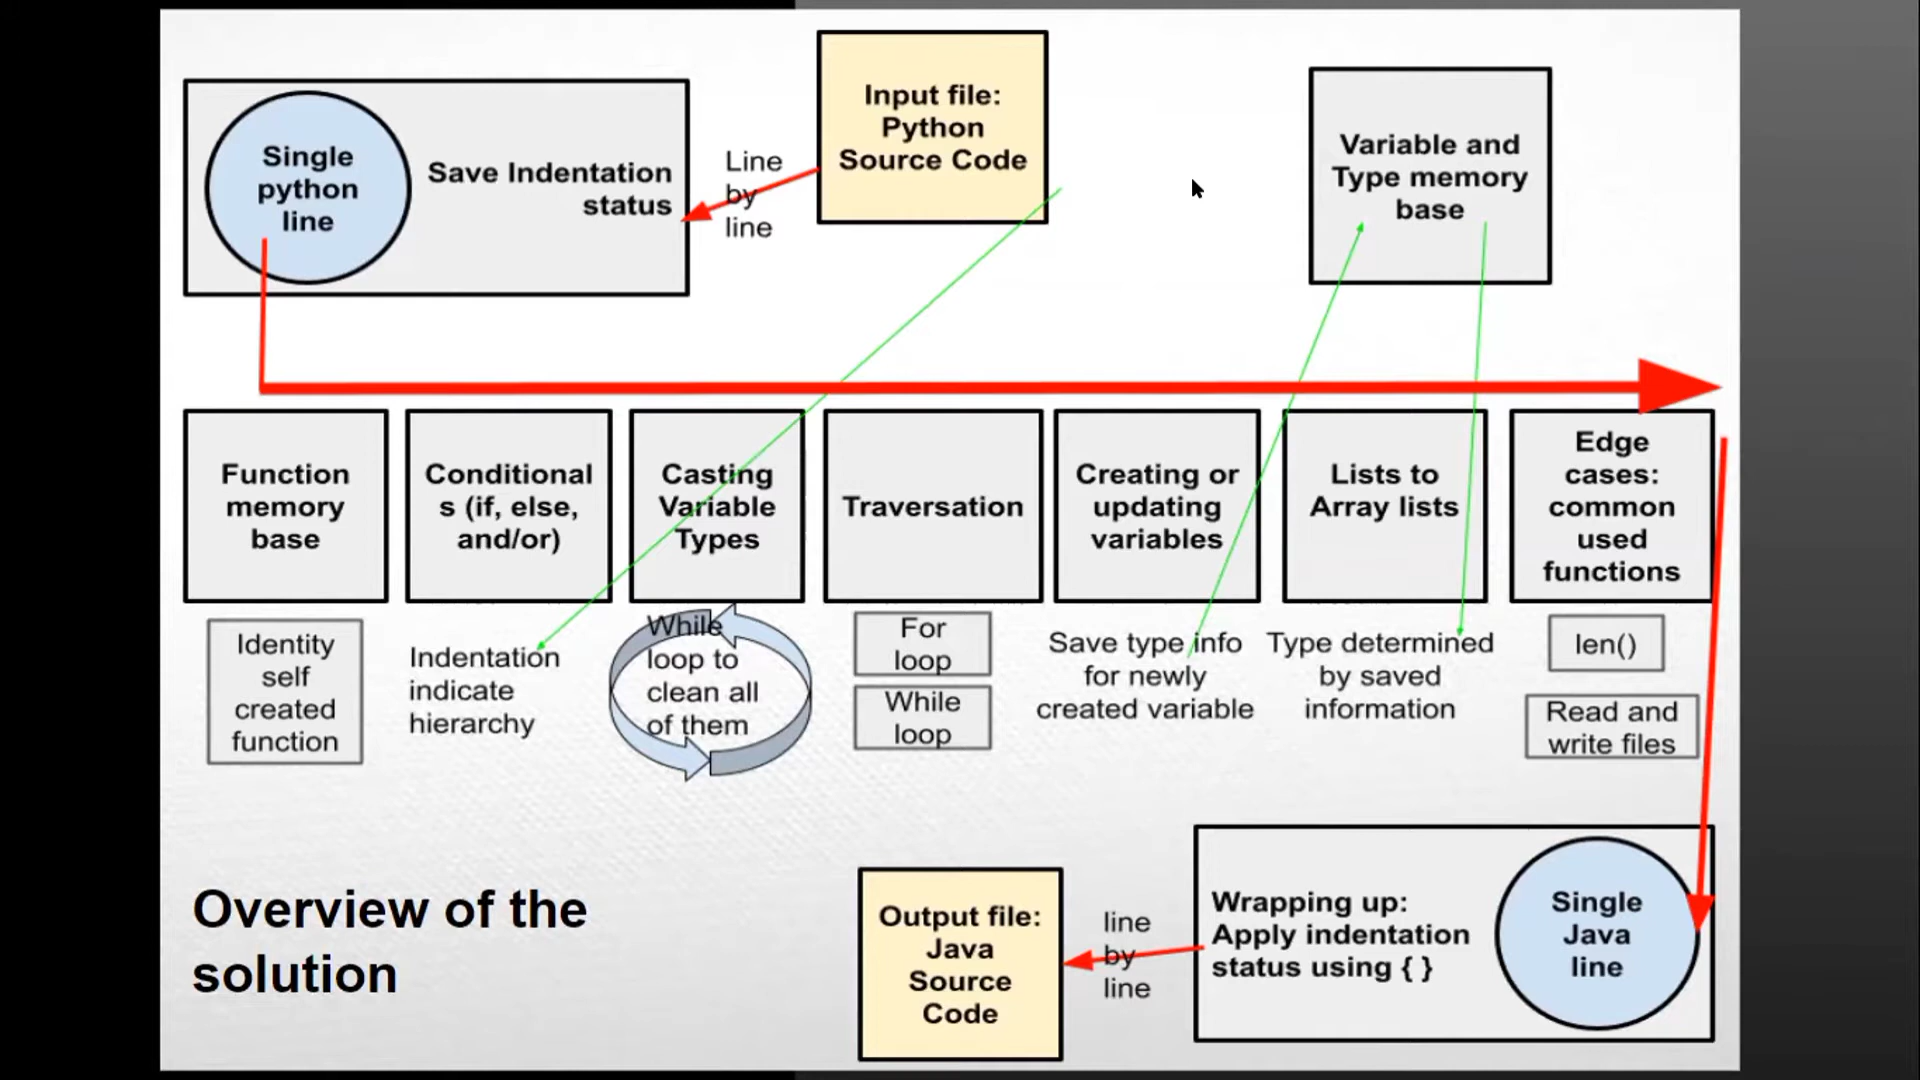 Input file:
Python
Source Code
Single
python
line
Save Indentation
status
Line
by
line
Variable and
Type memory
base
Function
memory
base
Conditional
s (if, else,
and/or)
Casting
Variable
Types
Traversation
Creating or
updating
variables
Lists to
Array lists
Edge
cases:
common
used
functions
Identity
self
created
function
Indentation
indicate
hierarchy
While
loop to
clean all
of them
For
loop
While
loop
Save type info
for newly
created variable
Type determined
by saved
information
len()
Read and
write files
Overview of the
solution
Output file:
Java
Source
Code
line
by
line
Wrapping up:
Apply indentation
status using { }
Single
Java
line